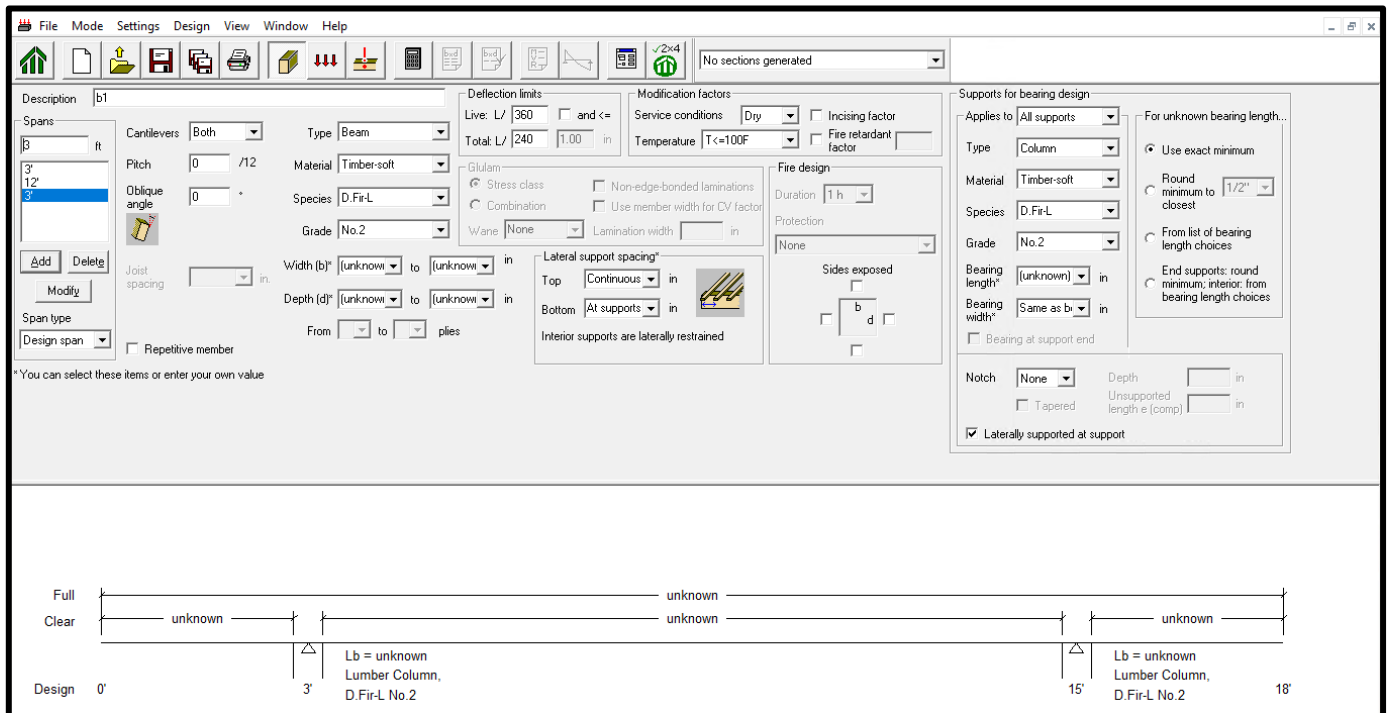 File Mode Settings Design View Window Help
2×4
No sections generated
Description b1
Spans
3 ft
3'
12'
3'
Add Delete
Modify
Span type
Design span
Cantilevers Both
Pitch 0 /12
Oblique angle 0 °
Joist spacing in.
Repetitive member
Type Beam
Material Timber-soft
Species D.Fir-L
Grade No.2
Width (b)* (unknow to (unknow in
Depth (d)* (unknow to (unknow in
From to plies
* You can select these items or enter your own value
Deflection limits
Live: L/ 360 and <=
Total: L/ 240 1.00 in
Modification factors
Service conditions Dry Incising factor
Temperature T<=100F Fire retardant factor
Glulam
Stress class Non-edge-bonded laminations
Combination Use member width for CV factor
Wane None Lamination width in
Lateral support spacing*
Top Continuous in
Bottom At supports in
Interior supports are laterally restrained
Fire design
Duration 1 h
Protection
None
Sides exposed
b
d
Supports for bearing design
Applies to All supports
Type Column
Material Timber-soft
Species D.Fir-L
Grade No.2
Bearing length* (unknown) in
Bearing width* Same as b in
Bearing at support end
For unknown bearing length...
Use exact minimum
Round minimum to closest 1/2"
From list of bearing length choices
End supports: round minimum; interior: from bearing length choices
Notch None Depth in
Tapered Unsupported length e (comp) in
Laterally supported at support
Full unknown
Clear unknown unknown unknown
Lb = unknown Lb = unknown
Lumber Column, Lumber Column,
Design 0' 3' D.Fir-L No.2 15' D.Fir-L No.2 18'